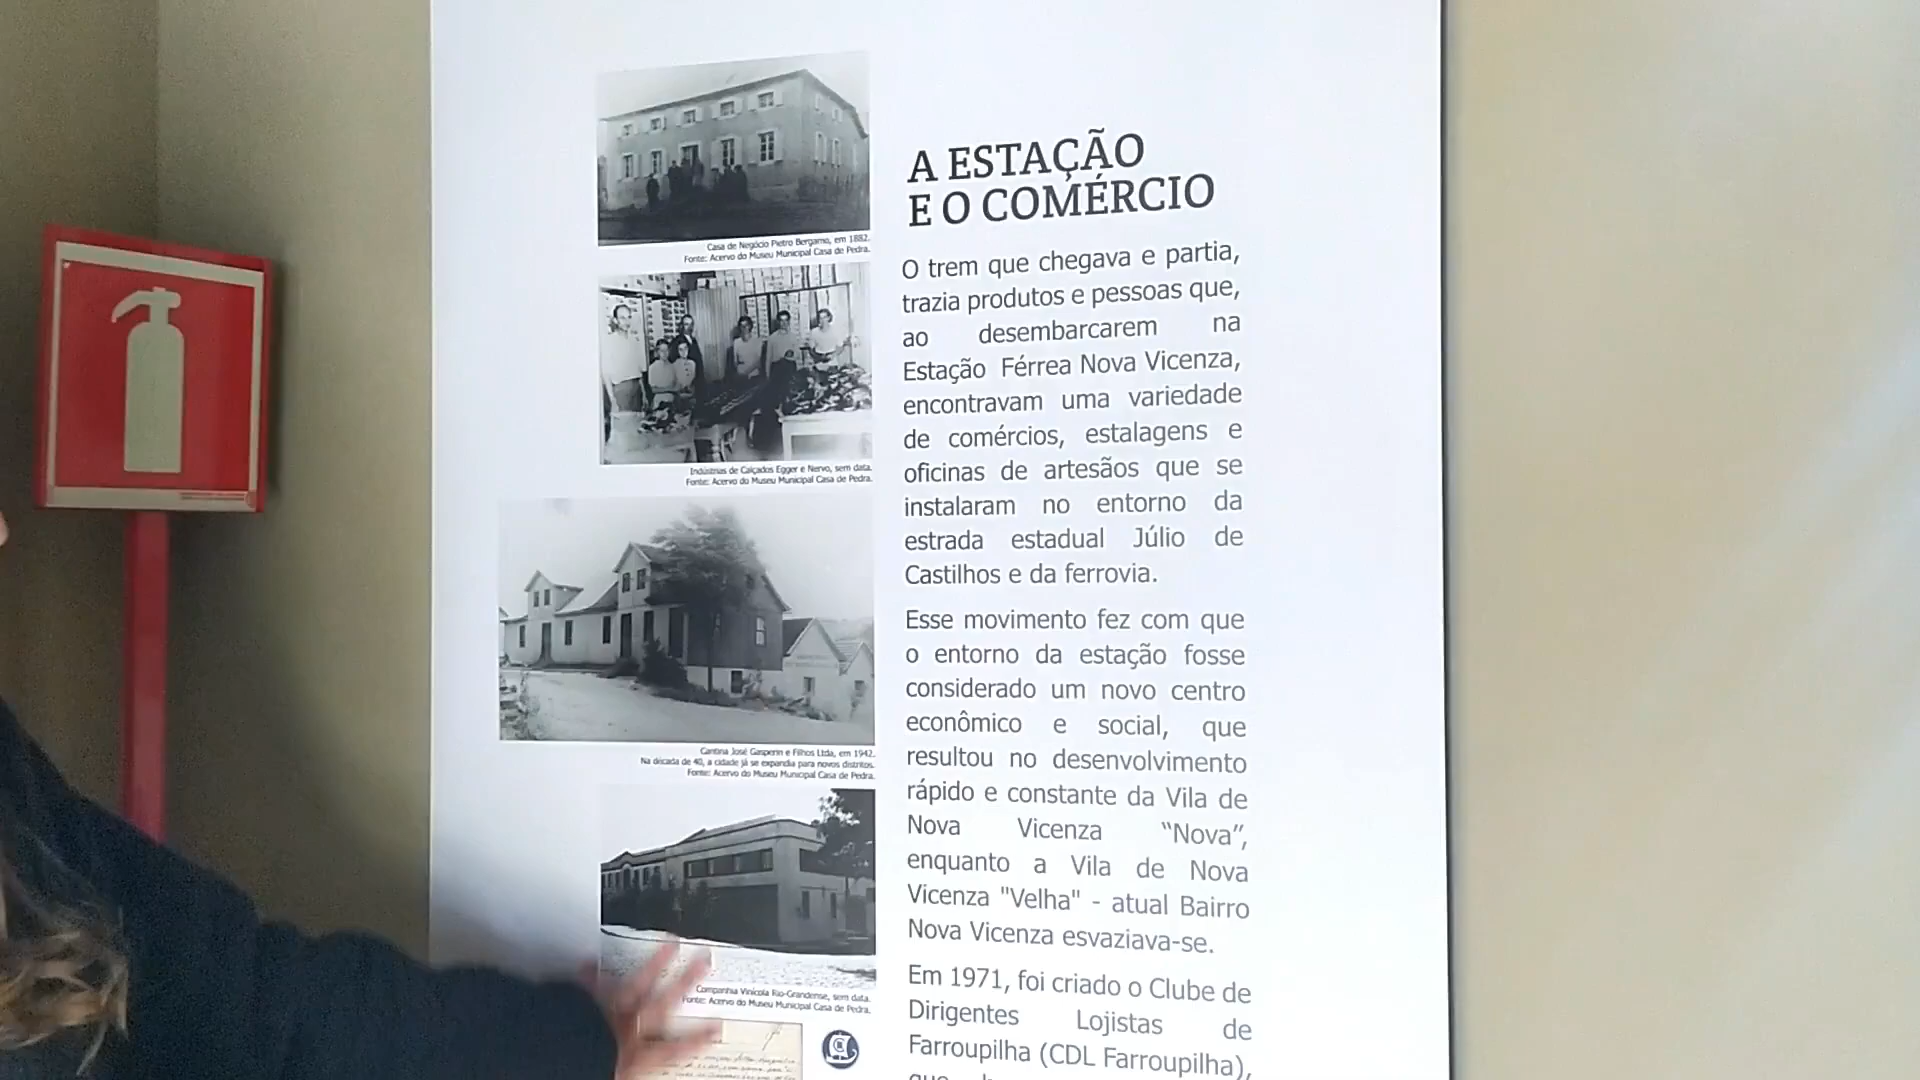 Casa de Negócio Pietro Bergamo, em 1882.
Fonte: Acervo do Museu Municipal Casa de Pedra.
Indústrias de Calçados Egger e Nervo, sem data.
Fonte: Acervo do Museu Municipal Casa de Pedra.
Cantina José Gasperin e Filhos Ltda, em 1942.
Na década de 40, a cidade já se expandia para novos distritos.
Fonte: Acervo do Museu Municipal Casa de Pedra.
Companhia Vinícola Rio-Grandense, sem data.
Fonte: Acervo do Museu Municipal Casa de Pedra.
A ESTAÇÃO
E O COMÉRCIO
O trem que chegava e partia,
trazia produtos e pessoas que,
ao desembarcarem na
Estação Férrea Nova Vicenza,
encontravam uma variedade
de comércios, estalagens e
oficinas de artesãos que se
instalaram no entorno da
estrada estadual Júlio de
Castilhos e da ferrovia.
Esse movimento fez com que
o entorno da estação fosse
considerado um novo centro
econômico e social, que
resultou no desenvolvimento
rápido e constante da Vila de
Nova Vicenza “Nova”,
enquanto a Vila de Nova
Vicenza "Velha" - atual Bairro
Nova Vicenza esvaziava-se.
Em 1971, foi criado o Clube de
Dirigentes Lojistas de
Farroupilha (CDL Farroupilha),
que